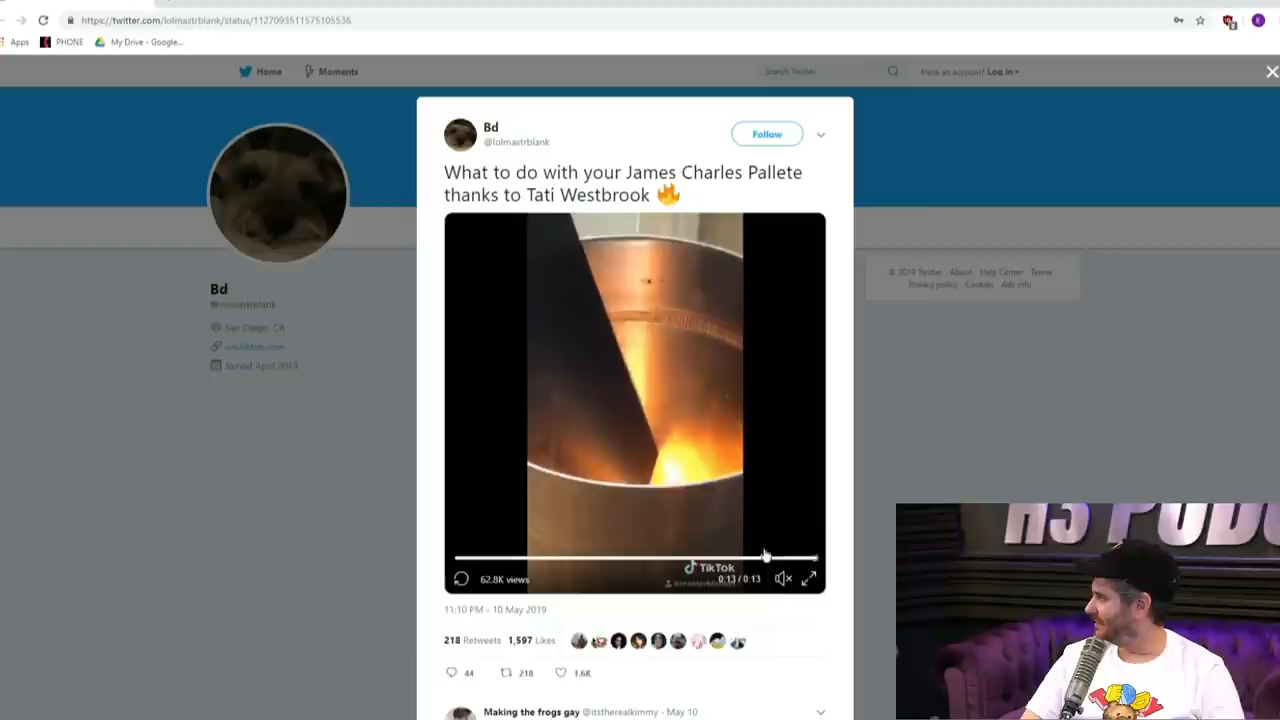 https://twitter.com/lolmastrblank/status/1127093511575105536
Apps PHONE My Drive - Google...
Home Moments Search Twitter Have an account? Log in
Bd
@lolmastrblank
Follow
What to do with your James Charles Pallete
thanks to Tati Westbrook
Bd
@lolmastrblank
San Diego, CA
vm.tiktok.com
Joined April 2019
© 2019 Twitter About Help Center Terms
Privacy policy Cookies Ads info
TikTok
62.8K views 0:13/0:13
11:10 PM - 10 May 2019
218 Retweets 1,597 Likes
44 218 1.6K
Making the frogs gay @itstherealkimmy - May 10
H3 PODC